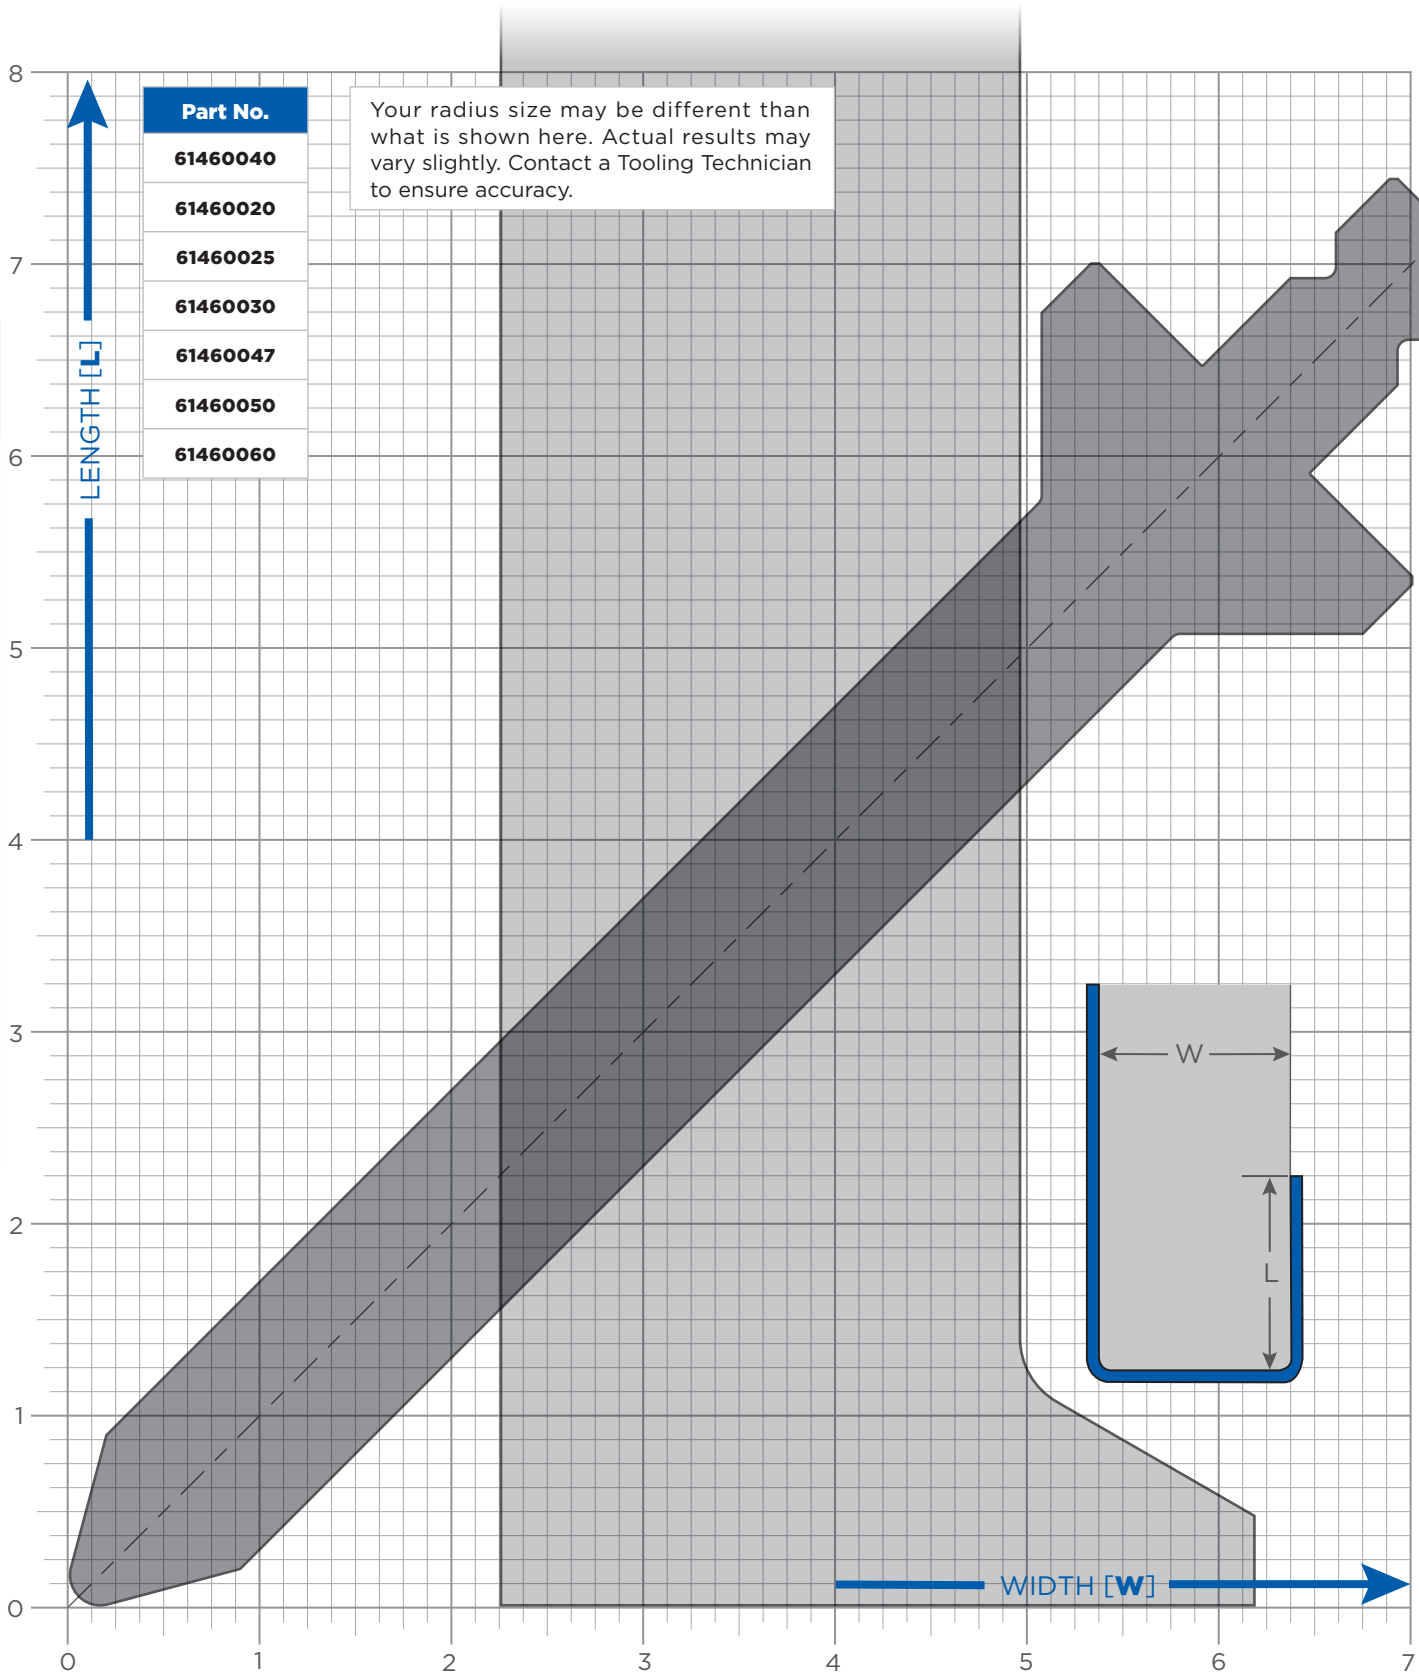 Part No.
61460040
61460020
61460025
61460030
61460047
61460050
61460060
Your radius size may be different than
what is shown here. Actual results may
vary slightly. Contact a Tooling Technician
to ensure accuracy.
LENGTH [L]
8
7
6
5
4
3
2
1
0
W
L
WIDTH [W]
0 1 2 3 4 5 6 7